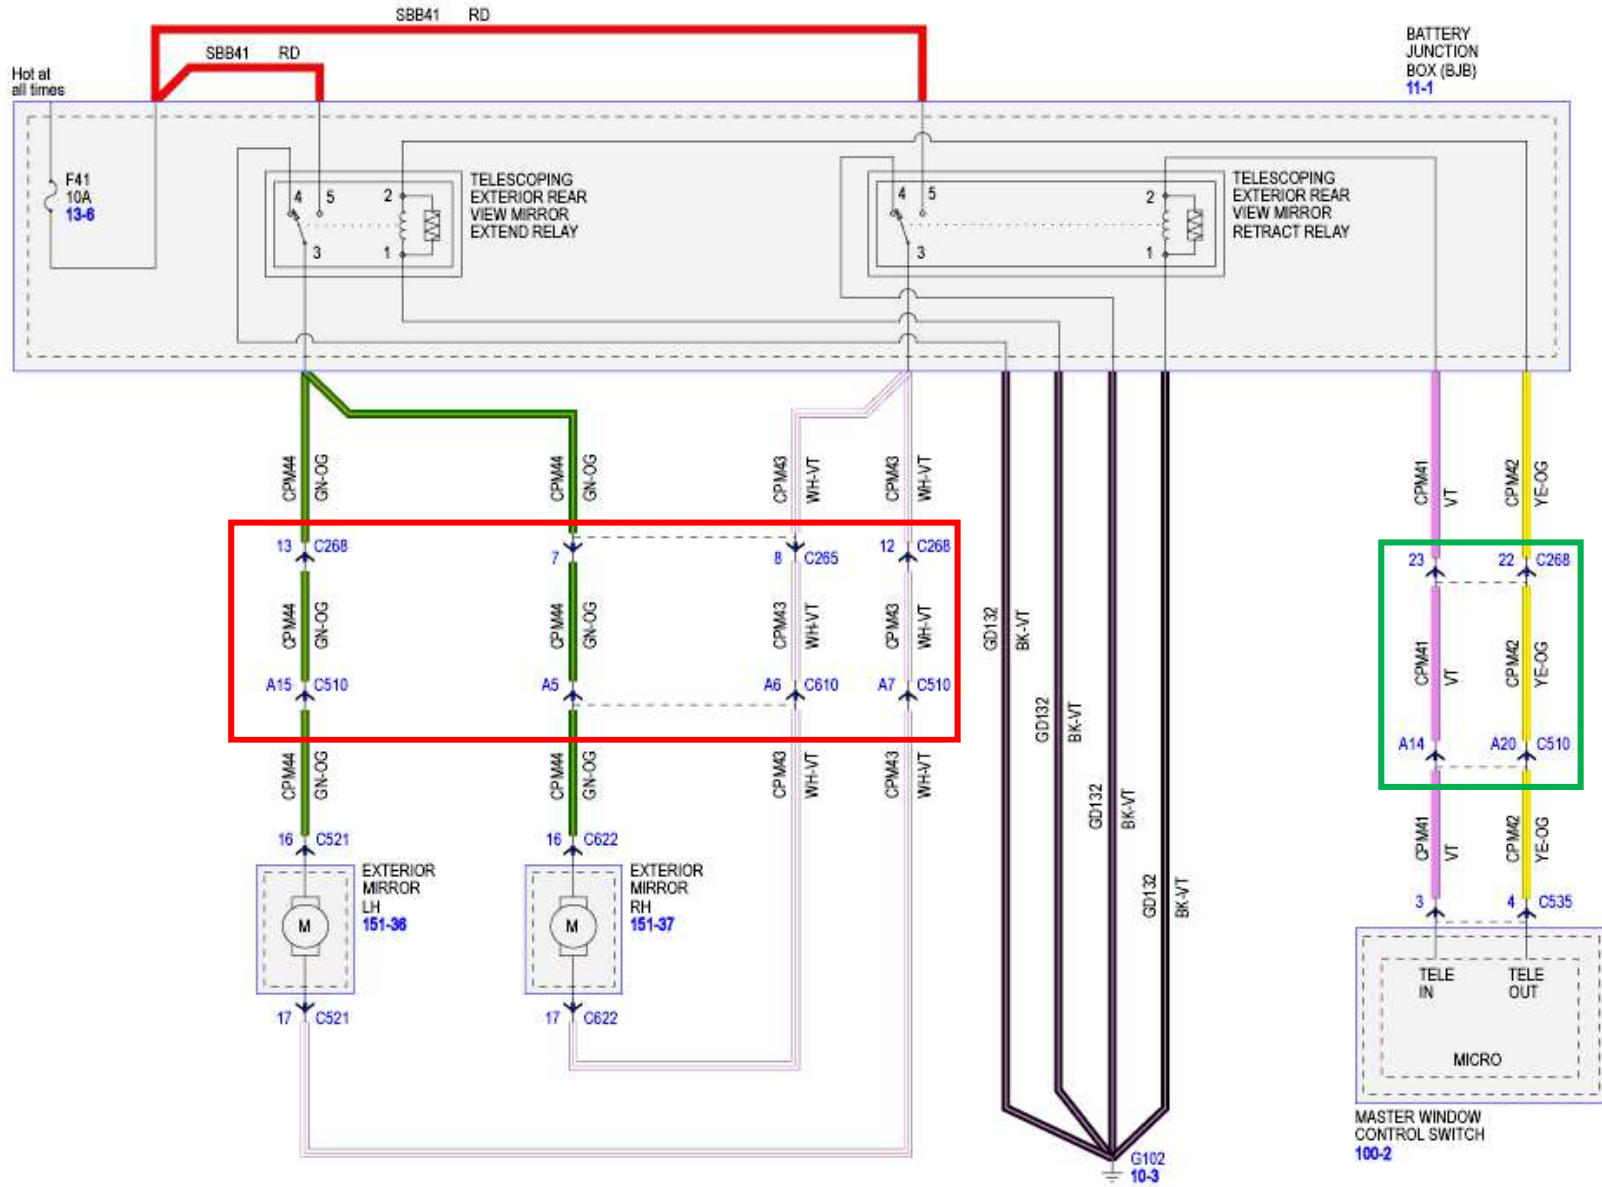 SBB41 RD
SBB41 RD
Hot at
all times
BATTERY
JUNCTION
BOX (BJB)
11-1
F41
10A
13-6
4 5 2
3 1
TELESCOPING
EXTERIOR REAR
VIEW MIRROR
EXTEND RELAY
4 5 2
3 1
TELESCOPING
EXTERIOR REAR
VIEW MIRROR
RETRACT RELAY
CPM44 GN-OG
CPM44 GN-OG
CPM43 WH-VT
CPM43 WH-VT
CPM41 VT
CPM42 YE-OG
13 C268
7
8 C265
12 C268
23
22 C268
CPM44 GN-OG
CPM44 GN-OG
CPM43 WH-VT
CPM43 WH-VT
GD132 BK-VT
GD132 BK-VT
GD132 BK-VT
GD132 BK-VT
CPM41 VT
CPM42 YE-OG
A15 C510
A5
A6 C610
A7 C510
A14
A20 C510
CPM44 GN-OG
CPM44 GN-OG
CPM43 WH-VT
CPM43 WH-VT
CPM41 VT
CPM42 YE-OG
16 C521
16 C622
3
4 C535
EXTERIOR
MIRROR
LH
151-36
M
17 C521
EXTERIOR
MIRROR
RH
151-37
M
17 C622
TELE
IN
TELE
OUT
MICRO
MASTER WINDOW
CONTROL SWITCH
100-2
G102
10-3